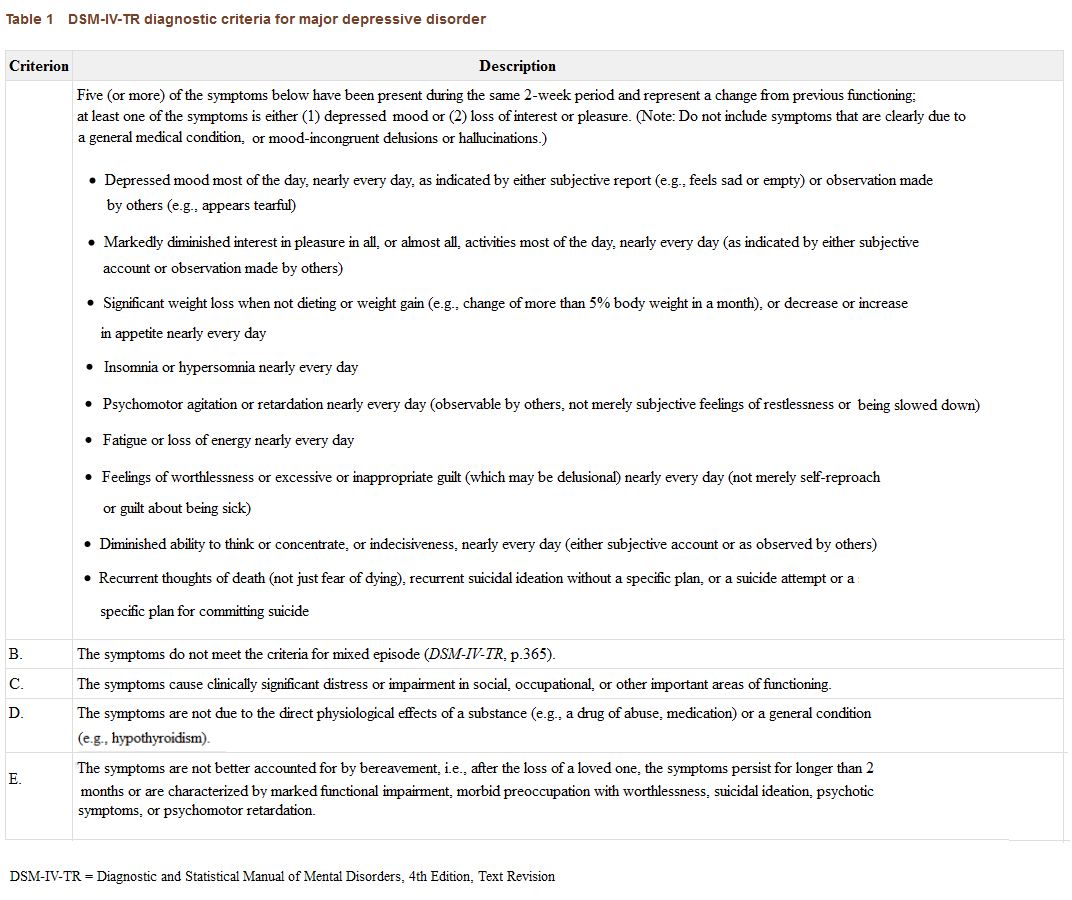 Table 1 DSM-IV-TR diagnostic criteria for major depressive disorder
Criterion Description
Five (or more) of the symptoms below have been present during the same 2-week period and represent a change from previous functioning;
at least one of the symptoms is either (1) depressed mood or (2) loss of interest or pleasure. (Note: Do not include symptoms that are clearly due to
a general medical condition, or mood-incongruent delusions or hallucinations.)
• Depressed mood most of the day, nearly every day, as indicated by either subjective report (e.g., feels sad or empty) or observation made
by others (e.g., appears tearful)
• Markedly diminished interest in pleasure in all, or almost all, activities most of the day, nearly every day (as indicated by either subjective
account or observation made by others)
• Significant weight loss when not dieting or weight gain (e.g., change of more than 5% body weight in a month), or decrease or increase
in appetite nearly every day
• Insomnia or hypersomnia nearly every day
• Psychomotor agitation or retardation nearly every day (observable by others, not merely subjective feelings of restlessness or being slowed down)
• Fatigue or loss of energy nearly every day
• Feelings of worthlessness or excessive or inappropriate guilt (which may be delusional) nearly every day (not merely self-reproach
or guilt about being sick)
• Diminished ability to think or concentrate, or indecisiveness, nearly every day (either subjective account or as observed by others)
• Recurrent thoughts of death (not just fear of dying), recurrent suicidal ideation without a specific plan, or a suicide attempt or a
specific plan for committing suicide
B. The symptoms do not meet the criteria for mixed episode (DSM-IV-TR, p.365).
C. The symptoms cause clinically significant distress or impairment in social, occupational, or other important areas of functioning.
D. The symptoms are not due to the direct physiological effects of a substance (e.g., a drug of abuse, medication) or a general condition
(e.g., hypothyroidism).
E. The symptoms are not better accounted for by bereavement, i.e., after the loss of a loved one, the symptoms persist for longer than 2
months or are characterized by marked functional impairment, morbid preoccupation with worthlessness, suicidal ideation, psychotic
symptoms, or psychomotor retardation.
DSM-IV-TR = Diagnostic and Statistical Manual of Mental Disorders, 4th Edition, Text Revision